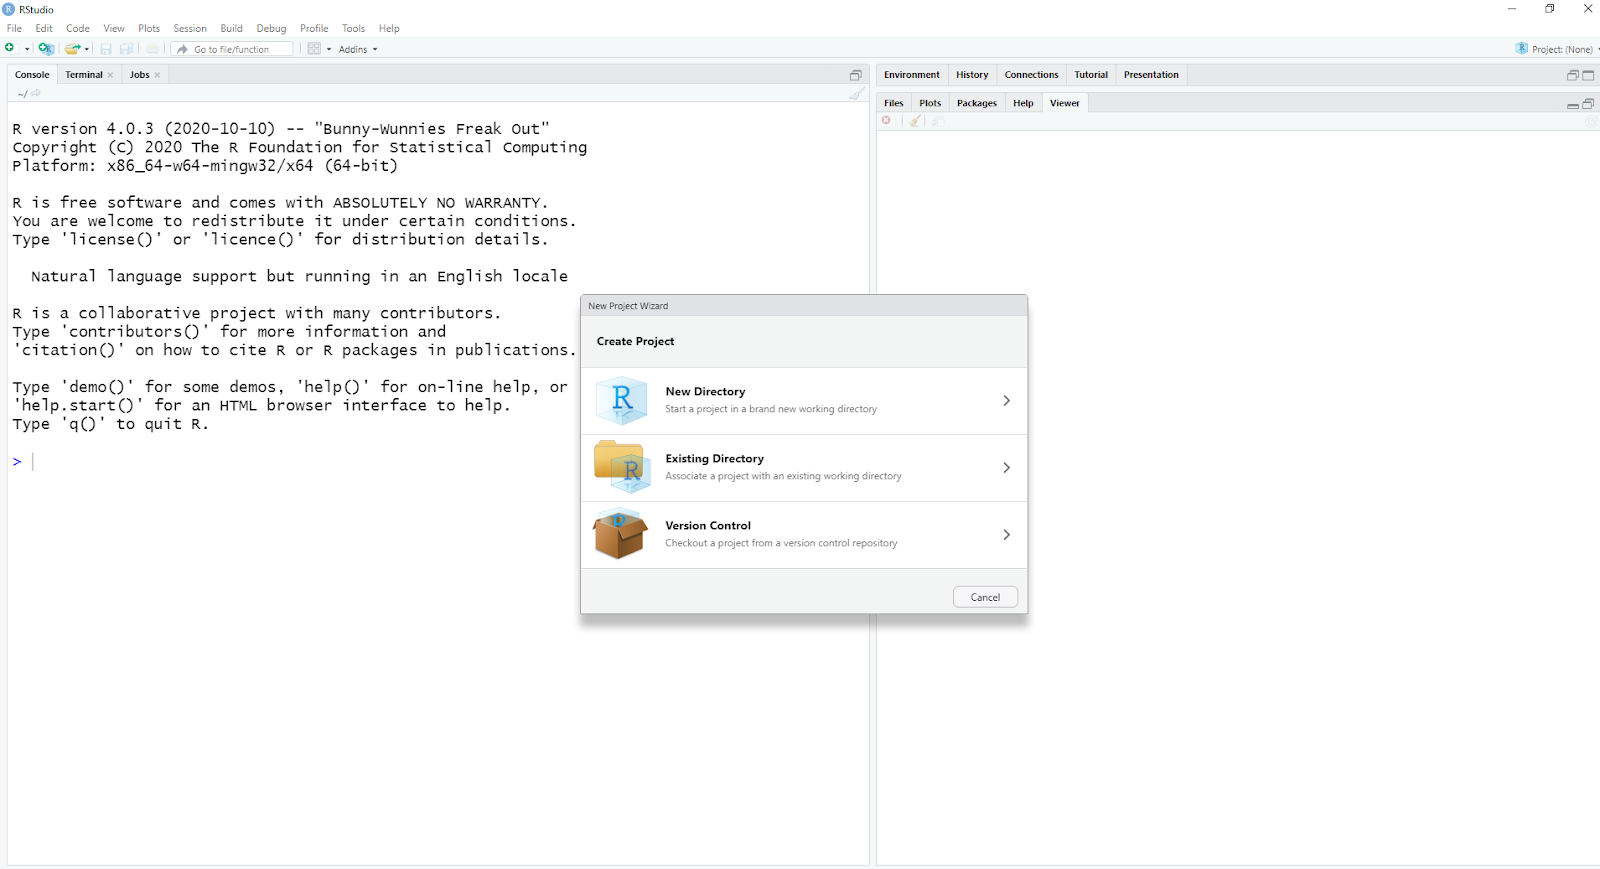 RStudio
File Edit Code View Plots Session Build Debug Profile Tools Help
Go to file/function Addins Project: (None)
Console Terminal Jobs
~/
R version 4.0.3 (2020-10-10) -- "Bunny-Wunnies Freak Out"
Copyright (C) 2020 The R Foundation for Statistical Computing
Platform: x86_64-w64-mingw32/x64 (64-bit)
R is free software and comes with ABSOLUTELY NO WARRANTY.
You are welcome to redistribute it under certain conditions.
Type 'license()' or 'licence()' for distribution details.
Natural language support but running in an English locale
R is a collaborative project with many contributors.
Type 'contributors()' for more information and
'citation()' on how to cite R or R packages in publications.
Type 'demo()' for some demos, 'help()' for on-line help, or
'help.start()' for an HTML browser interface to help.
Type 'q()' to quit R.
>
Environment History Connections Tutorial Presentation
Files Plots Packages Help Viewer
New Project Wizard
Create Project
R
New Directory
Start a project in a brand new working directory
R
Existing Directory
Associate a project with an existing working directory
Version Control
Checkout a project from a version control repository
Cancel